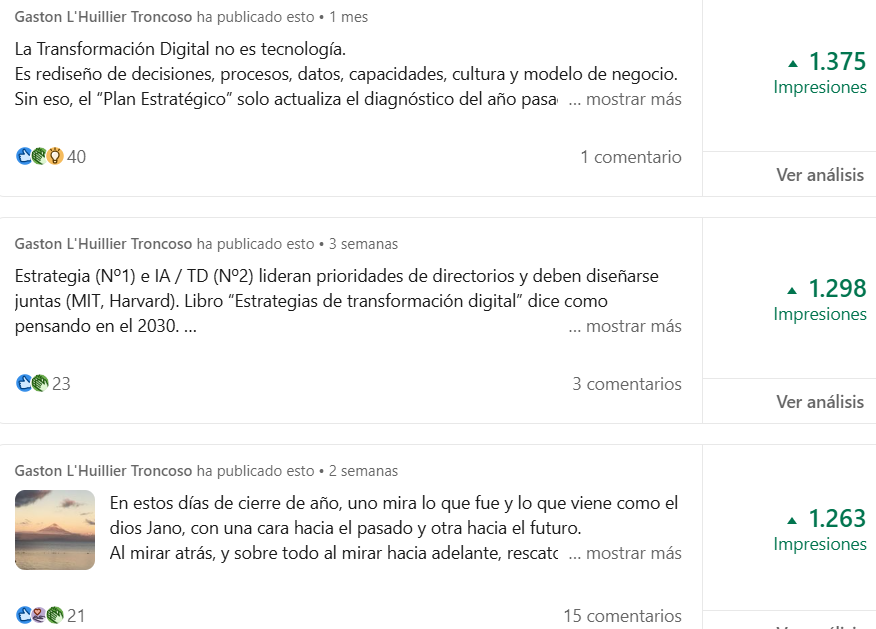 Gaston L'Huillier Troncoso ha publicado esto • 1 mes
La Transformación Digital no es tecnología.
Es rediseño de decisiones, procesos, datos, capacidades, cultura y modelo de negocio.
Sin eso, el “Plan Estratégico” solo actualiza el diagnóstico del año pasa ... mostrar más
40
1 comentario
1.375
Impresiones
Ver análisis
Gaston L'Huillier Troncoso ha publicado esto • 3 semanas
Estrategia (Nº1) e IA / TD (Nº2) lideran prioridades de directorios y deben diseñarse
juntas (MIT, Harvard). Libro “Estrategias de transformación digital” dice como
pensando en el 2030. ... ... mostrar más
23
3 comentarios
1.298
Impresiones
Ver análisis
Gaston L'Huillier Troncoso ha publicado esto • 2 semanas
En estos días de cierre de año, uno mira lo que fue y lo que viene como el
dios Jano, con una cara hacia el pasado y otra hacia el futuro.
Al mirar atrás, y sobre todo al mirar hacia adelante, rescato ... mostrar más
21
15 comentarios
1.263
Impresiones